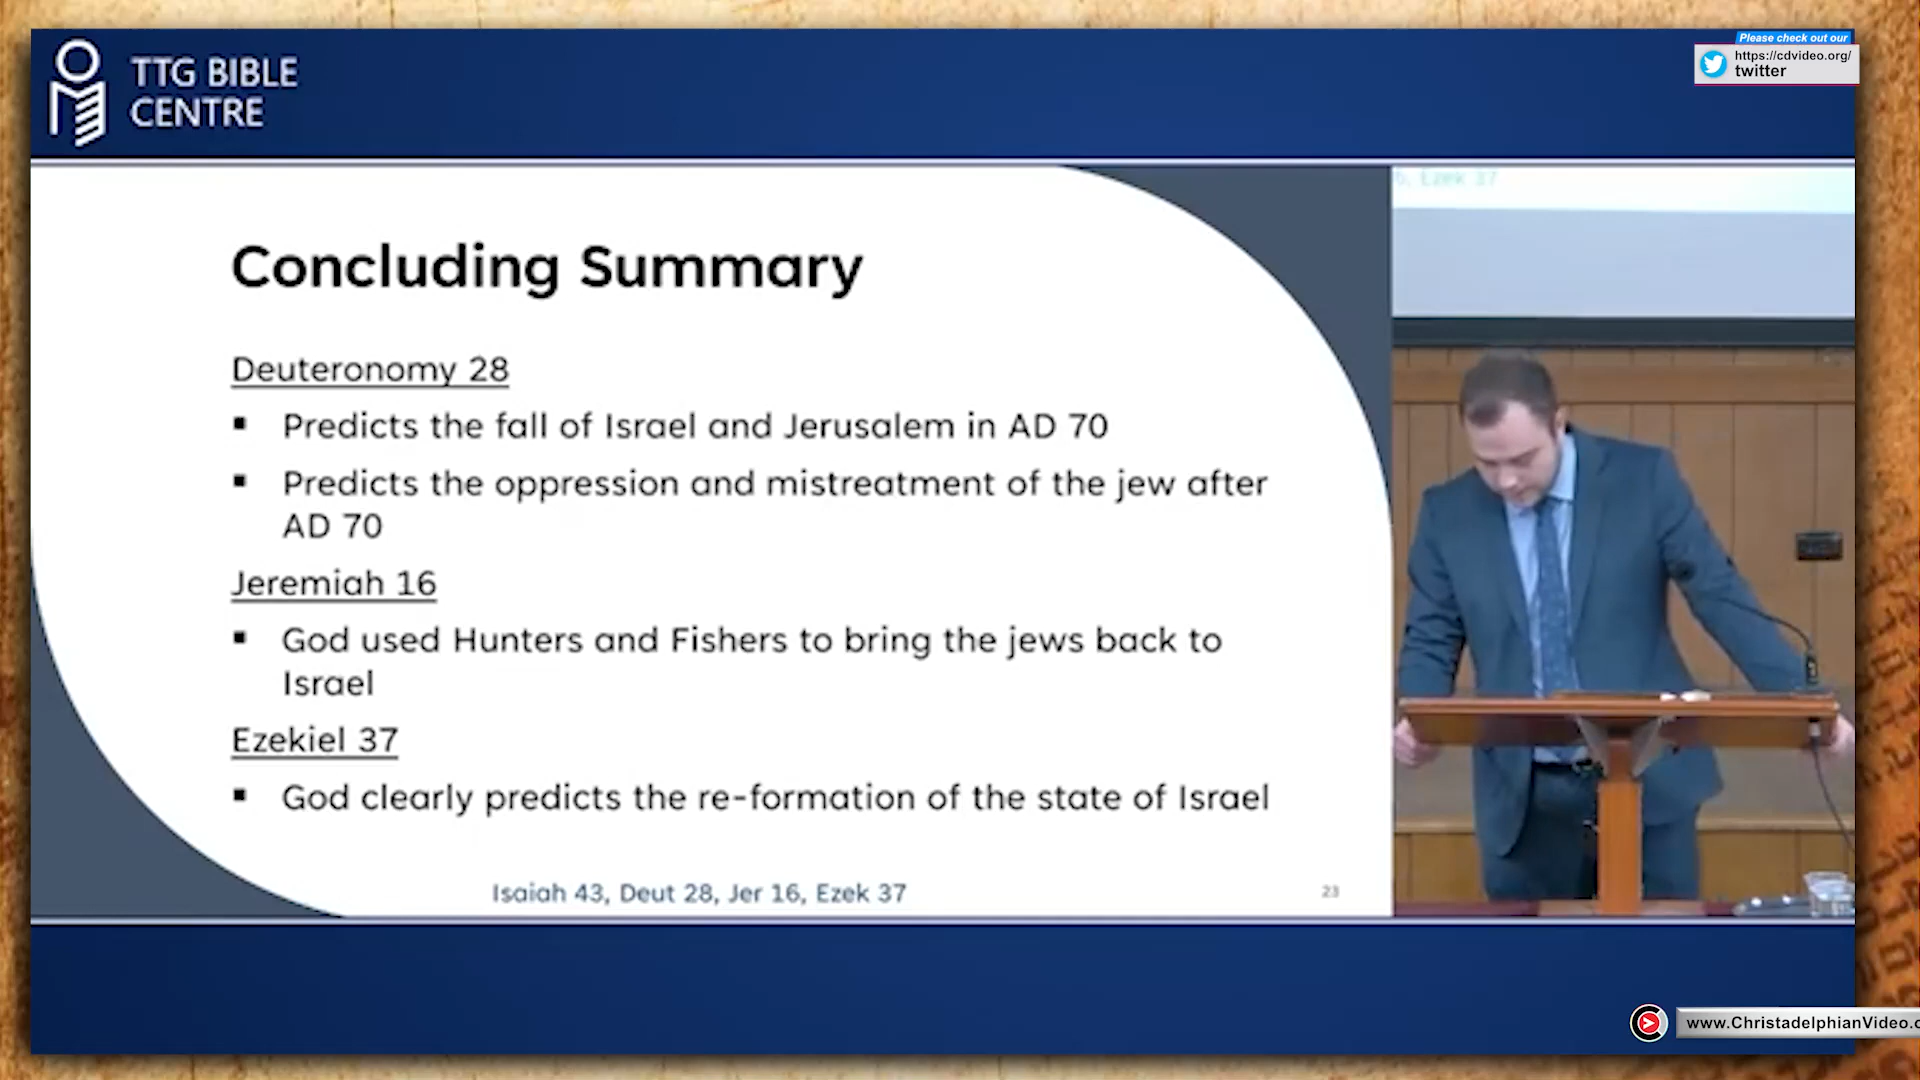 TTG BIBLE
CENTRE
Please check out our
https://cdvideo.org/
twitter
Concluding Summary
Deuteronomy 28
▪ Predicts the fall of Israel and Jerusalem in AD 70
▪ Predicts the oppression and mistreatment of the jew after
AD 70
Jeremiah 16
▪ God used Hunters and Fishers to bring the jews back to
Israel
Ezekiel 37
▪ God clearly predicts the re-formation of the state of Israel
Isaiah 43, Deut 28, Jer 16, Ezek 37
23
Ezek 37
www.ChristadelphianVideo.